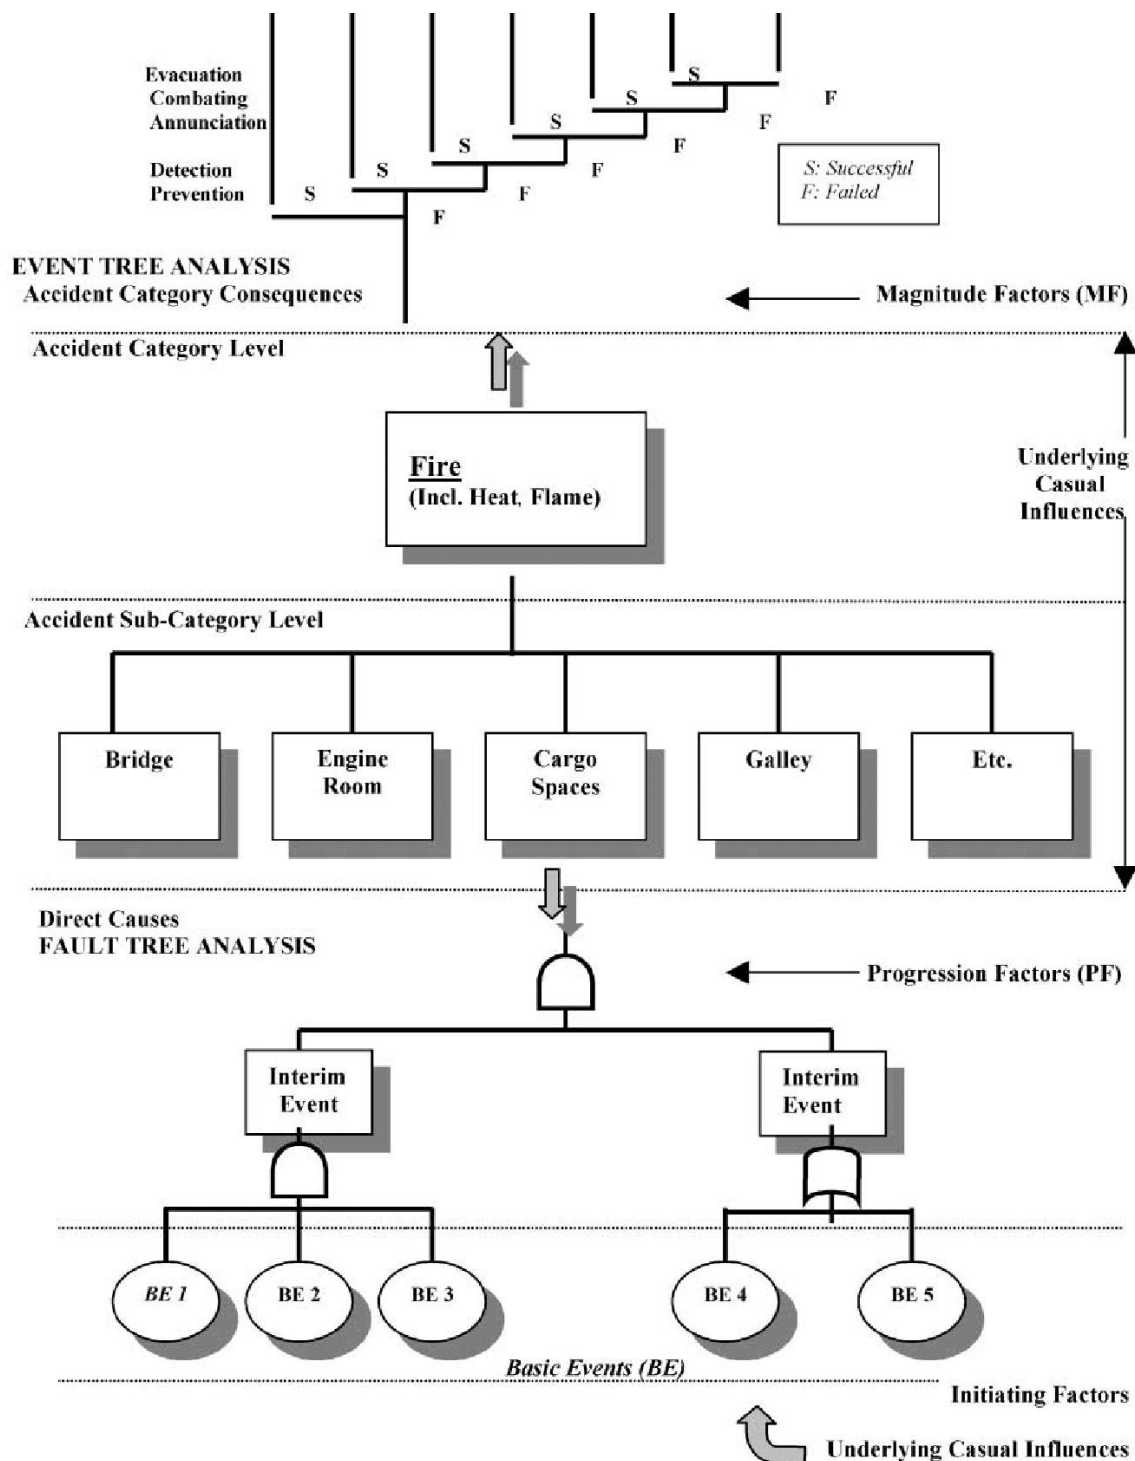 Evacuation
Combating
Annunciation
Detection
Prevention
S
F
S
F
S
F
S
F
S
F
S
F
S: Successful
F: Failed
EVENT TREE ANALYSIS
Accident Category Consequences
Magnitude Factors (MF)
Accident Category Level
Fire
(Incl. Heat, Flame)
Underlying
Casual
Influences
Accident Sub-Category Level
Bridge
Engine
Room
Cargo
Spaces
Galley
Etc.
Direct Causes
FAULT TREE ANALYSIS
Progression Factors (PF)
Interim
Event
Interim
Event
BE 1
BE 2
BE 3
BE 4
BE 5
Basic Events (BE)
Initiating Factors
Underlying Casual Influences